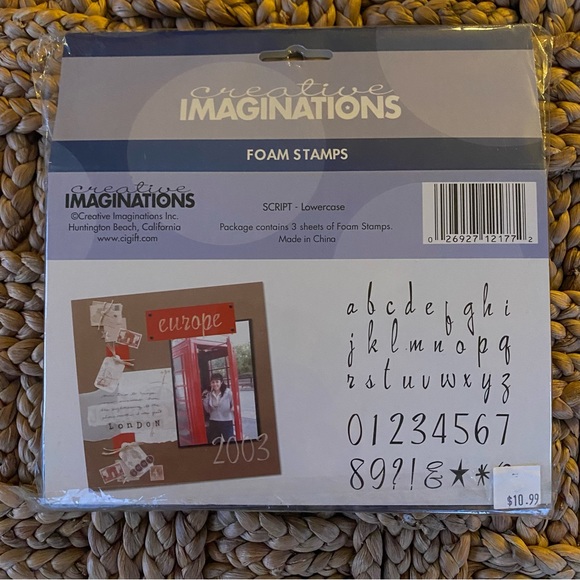 creative
IMAGINATIONS
FOAM STAMPS
creative
IMAGINATIONS
©Creative Imaginations Inc.
Huntington Beach, California
www.cigift.com
SCRIPT - Lowercase
Package contains 3 sheets of Foam Stamps.
Made in China
0 26927 12177 2
europe
LONDON
2003
a b c d e f g h i
j k l m n o p q
r s t u v w x y z
0 1 2 3 4 5 6 7
8 9 ? ! & ★ *
$10.99